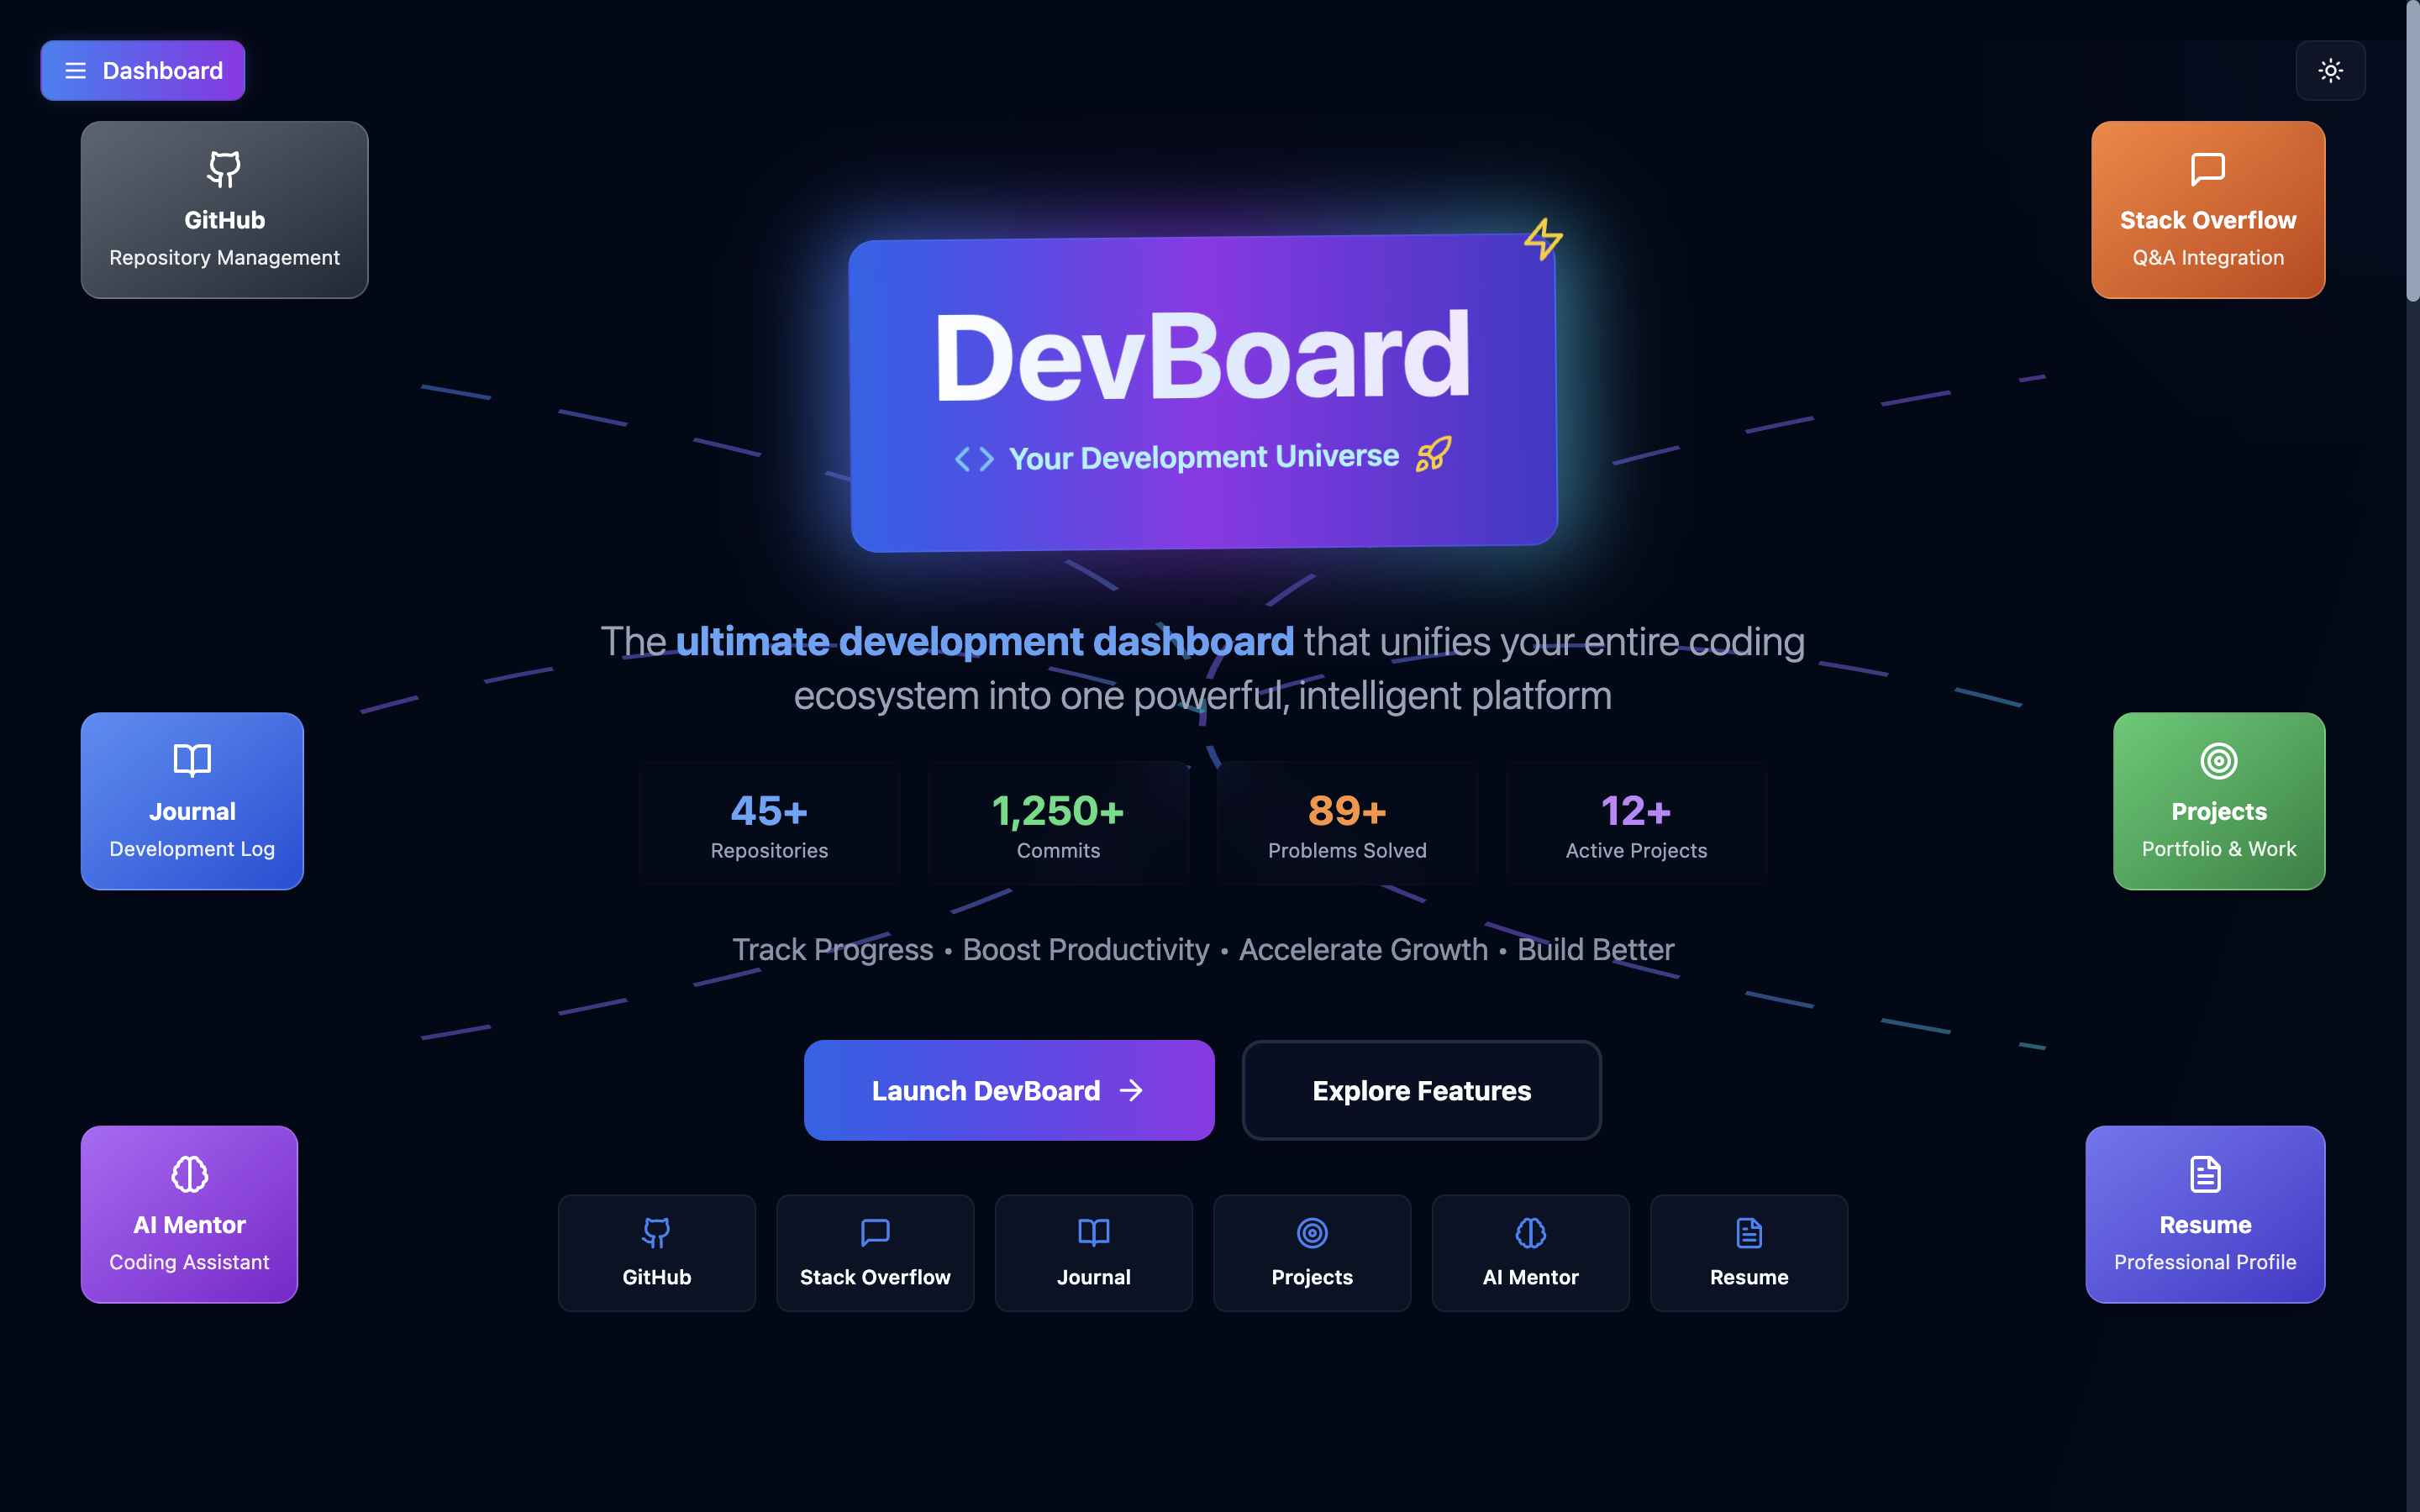 Dashboard
GitHub
Repository Management
Stack Overflow
Q&A Integration
DevBoard
Your Development Universe
The ultimate development dashboard that unifies your entire coding
ecosystem into one powerful, intelligent platform
Journal
Development Log
45+
Repositories
1,250+
Commits
89+
Problems Solved
12+
Active Projects
Projects
Portfolio & Work
Track Progress • Boost Productivity • Accelerate Growth • Build Better
Launch DevBoard
Explore Features
AI Mentor
Coding Assistant
GitHub
Stack Overflow
Journal
Projects
AI Mentor
Resume
Resume
Professional Profile